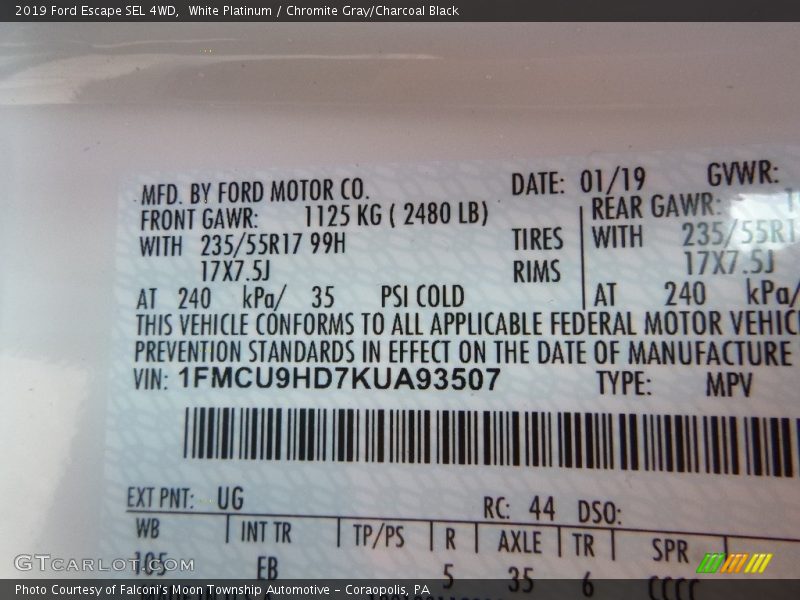 2019 Ford Escape SEL 4WD, White Platinum / Chromite Gray/Charcoal Black
MFD. BY FORD MOTOR CO. DATE: 01/19 GVWR:
FRONT GAWR: 1125 KG ( 2480 LB) REAR GAWR:
WITH 235/55R17 99H TIRES WITH 235/55R1
17X7.5J RIMS 17X7.5J
AT 240 kPa/ 35 PSI COLD AT 240 kPa/
THIS VEHICLE CONFORMS TO ALL APPLICABLE FEDERAL MOTOR VEHIC
PREVENTION STANDARDS IN EFFECT ON THE DATE OF MANUFACTURE
VIN: 1FMCU9HD7KUA93507 TYPE: MPV
EXT PNT: UG RC: 44 DSO:
WB INT TR TP/PS R AXLE TR SPR
105 EB 5 35 6 CCCC
GTCARLOT.COM
Photo Courtesy of Falconi's Moon Township Automotive - Coraopolis, PA